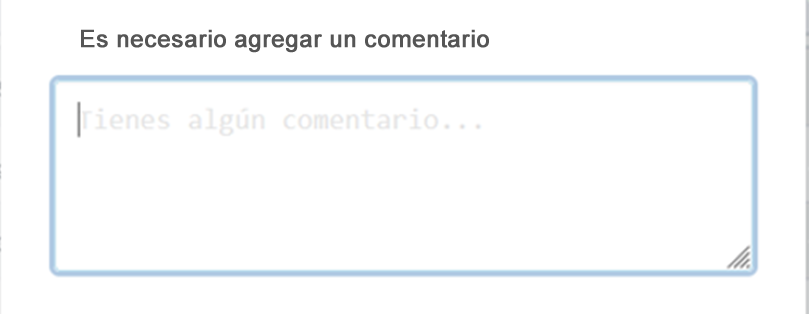 Es necesario agregar un comentario
Tienes algún comentario...